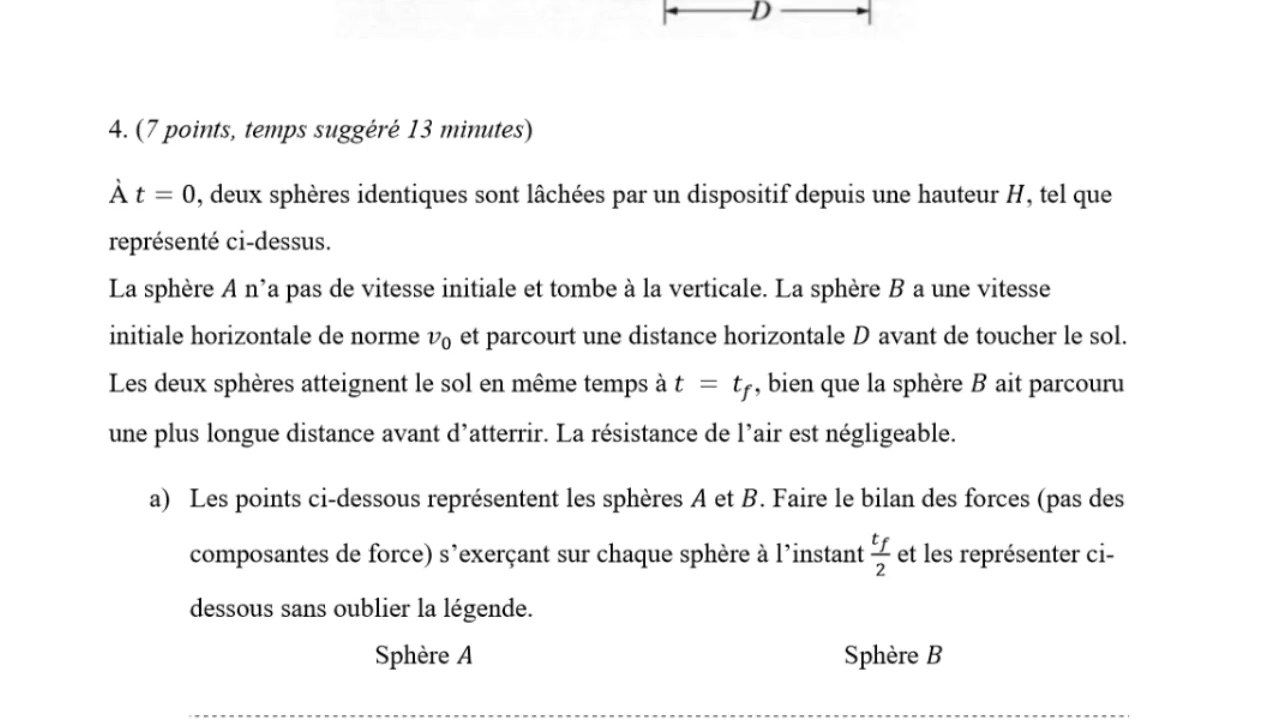 D
4. (7 points, temps suggéré 13 minutes)
À t = 0, deux sphères identiques sont lâchées par un dispositif depuis une hauteur H, tel que
représenté ci-dessus.
La sphère A n’a pas de vitesse initiale et tombe à la verticale. La sphère B a une vitesse
initiale horizontale de norme v₀ et parcourt une distance horizontale D avant de toucher le sol.
Les deux sphères atteignent le sol en même temps à t = t_f, bien que la sphère B ait parcouru
une plus longue distance avant d’atterrir. La résistance de l’air est négligeable.
a) Les points ci-dessous représentent les sphères A et B. Faire le bilan des forces (pas des
composantes de force) s’exerçant sur chaque sphère à l’instant t_f/2 et les représenter ci-
dessous sans oublier la légende.
Sphère A Sphère B